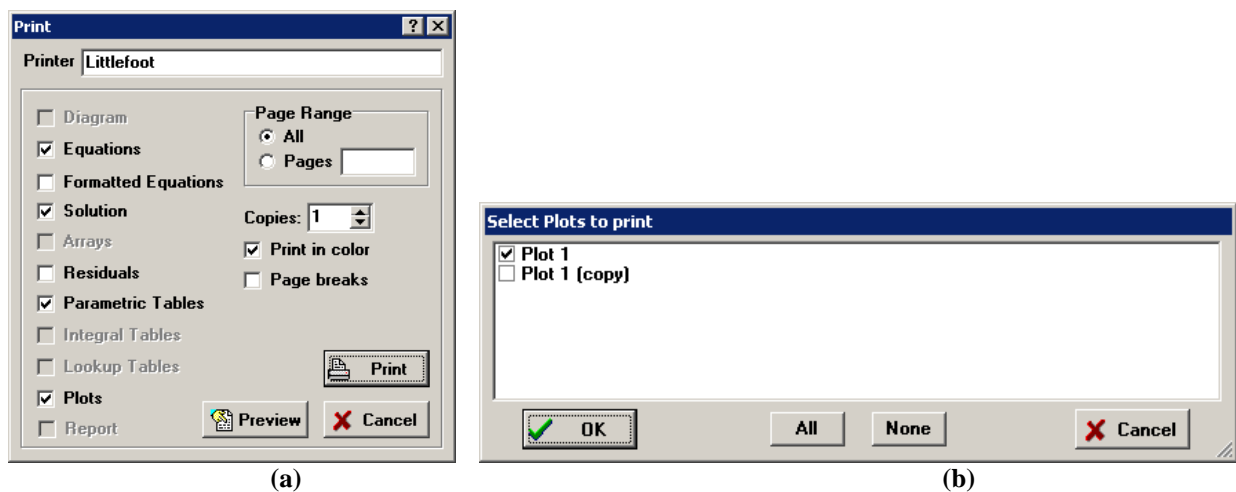 Print
Printer Littlefoot
Diagram
Equations
Formatted Equations
Solution
Arrays
Residuals
Parametric Tables
Integral Tables
Lookup Tables
Plots
Report
Page Range
All
Pages
Copies: 1
Print in color
Page breaks
Print
Preview
Cancel
(a)
Select Plots to print
Plot 1
Plot 1 (copy)
OK
All
None
Cancel
(b)